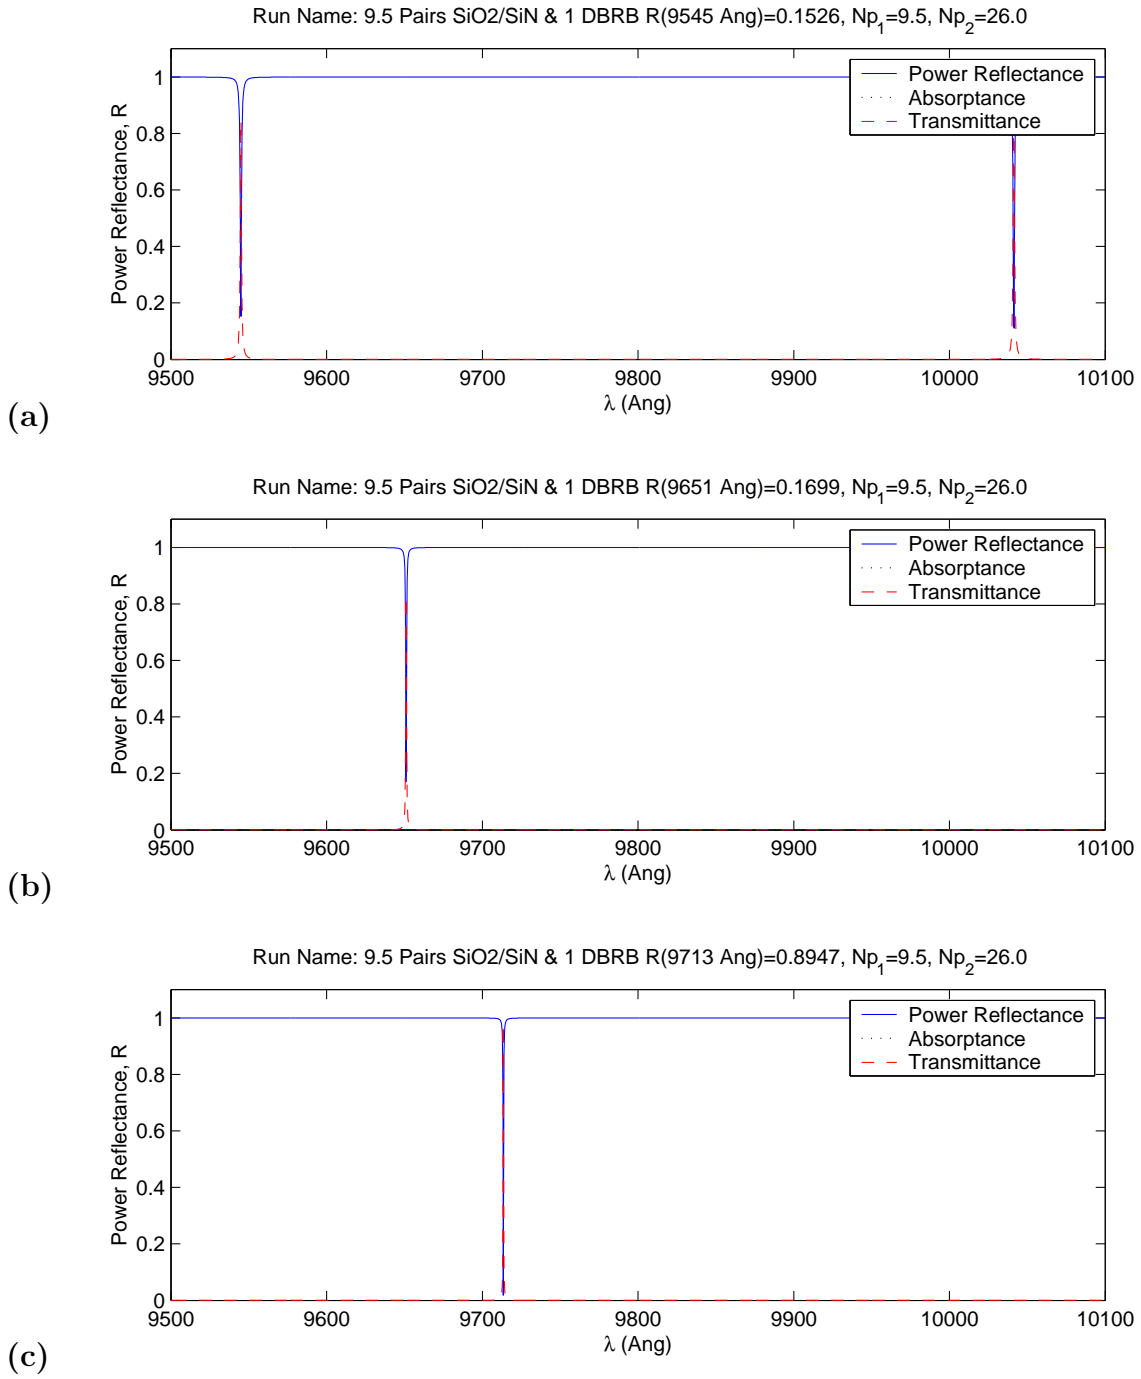 Run Name: 9.5 Pairs SiO2/SiN & 1 DBRB R(9545 Ang)=0.1526, Np1=9.5, Np2=26.0
Power Reflectance
Absorptance
Transmittance
Power Reflectance, R
1
0.8
0.6
0.4
0.2
0
9500 9600 9700 9800 9900 10000 10100
λ (Ang)
(a)
Run Name: 9.5 Pairs SiO2/SiN & 1 DBRB R(9651 Ang)=0.1699, Np1=9.5, Np2=26.0
Power Reflectance
Absorptance
Transmittance
Power Reflectance, R
1
0.8
0.6
0.4
0.2
0
9500 9600 9700 9800 9900 10000 10100
λ (Ang)
(b)
Run Name: 9.5 Pairs SiO2/SiN & 1 DBRB R(9713 Ang)=0.8947, Np1=9.5, Np2=26.0
Power Reflectance
Absorptance
Transmittance
Power Reflectance, R
1
0.8
0.6
0.4
0.2
0
9500 9600 9700 9800 9900 10000 10100
λ (Ang)
(c)